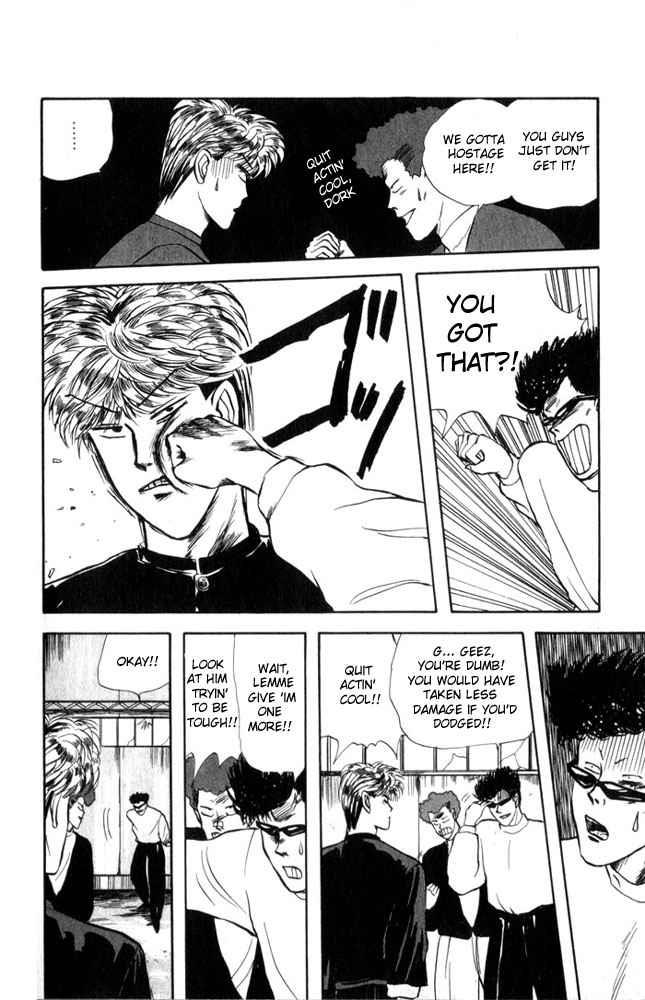 YOU GUYS
JUST DON'T
GET IT!
WE GOTTA
HOSTAGE
HERE!!
QUIT
ACTIN'
COOL,
DORK
........
YOU
GOT
THAT?!
G... GEEZ,
YOU'RE DUMB!
YOU WOULD HAVE
TAKEN LESS
DAMAGE IF YOU'D
DODGED!!
QUIT
ACTIN'
COOL!!
WAIT,
LEMME
GIVE 'IM
ONE
MORE!!
LOOK
AT HIM
TRYIN'
TO BE
TOUGH!!
OKAY!!